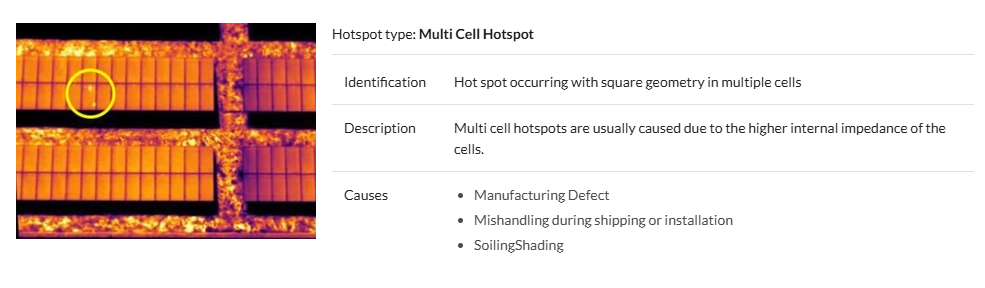 Hotspot type: Multi Cell Hotspot
Identification Hot spot occurring with square geometry in multiple cells
Description Multi cell hotspots are usually caused due to the higher internal impedance of the
cells.
Causes • Manufacturing Defect
• Mishandling during shipping or installation
• SoilingShading